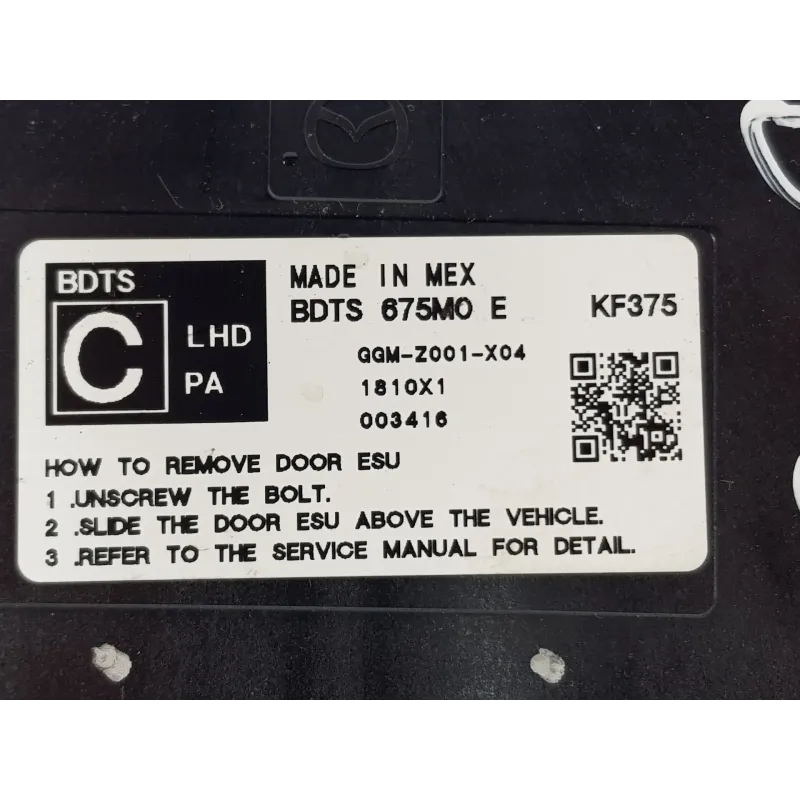 BDTS
C
LHD
PA
MADE IN MEX
BDTS 675M0 E
KF375
GGM-Z001-X04
1810X1
003416
HOW TO REMOVE DOOR ESU
1 .UNSCREW THE BOLT.
2 .SLIDE THE DOOR ESU ABOVE THE VEHICLE.
3 .REFER TO THE SERVICE MANUAL FOR DETAIL.